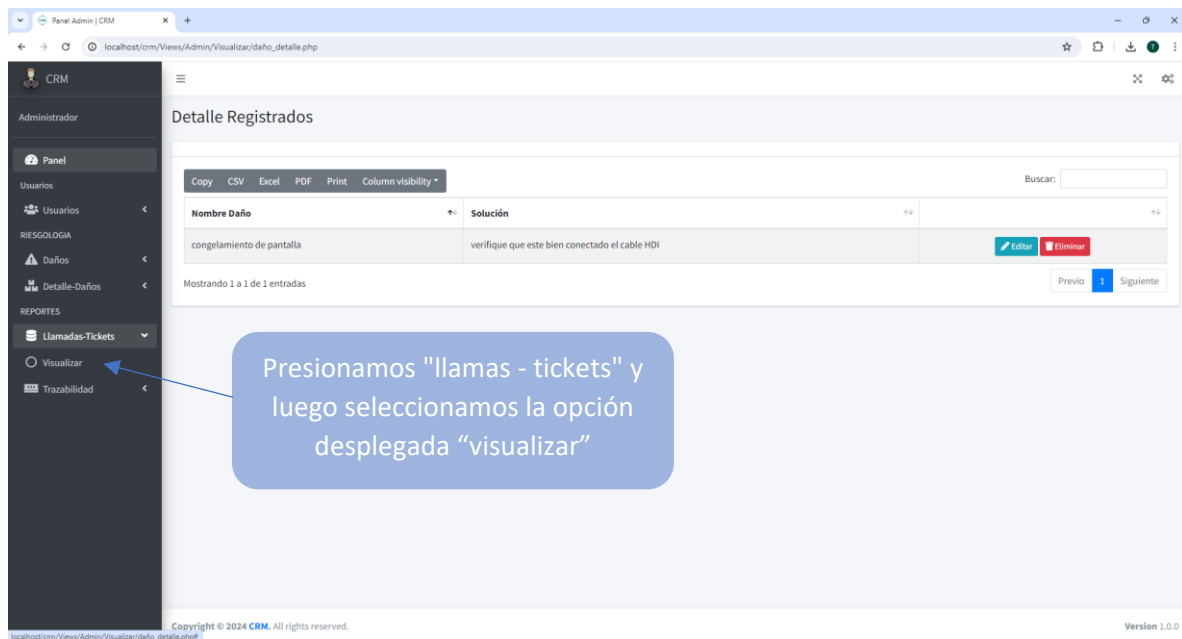 Panel Admin | CRM
localhost/crm/Views/Admin/Visualizar/daño_detalle.php
CRM
Administrador
Panel
Usuarios
Usuarios
RIESGOLOGIA
Daños
Detalle-Daños
REPORTES
Llamadas-Tickets
Visualizar
Trazabilidad
Detalle Registrados
Copy CSV Excel PDF Print Column visibility
Buscar:
Nombre Daño Solución
congelamiento de pantalla verifique que este bien conectado el cable HDI Editar Eliminar
Mostrando 1 a 1 de 1 entradas Previo 1 Siguiente
Presionamos "llamas - tickets" y
luego seleccionamos la opción
desplegada “visualizar”
Copyright © 2024 CRM. All rights reserved. Version 1.0.0
localhost/crm/Views/Admin/Visualizar/daño_detalle.php#